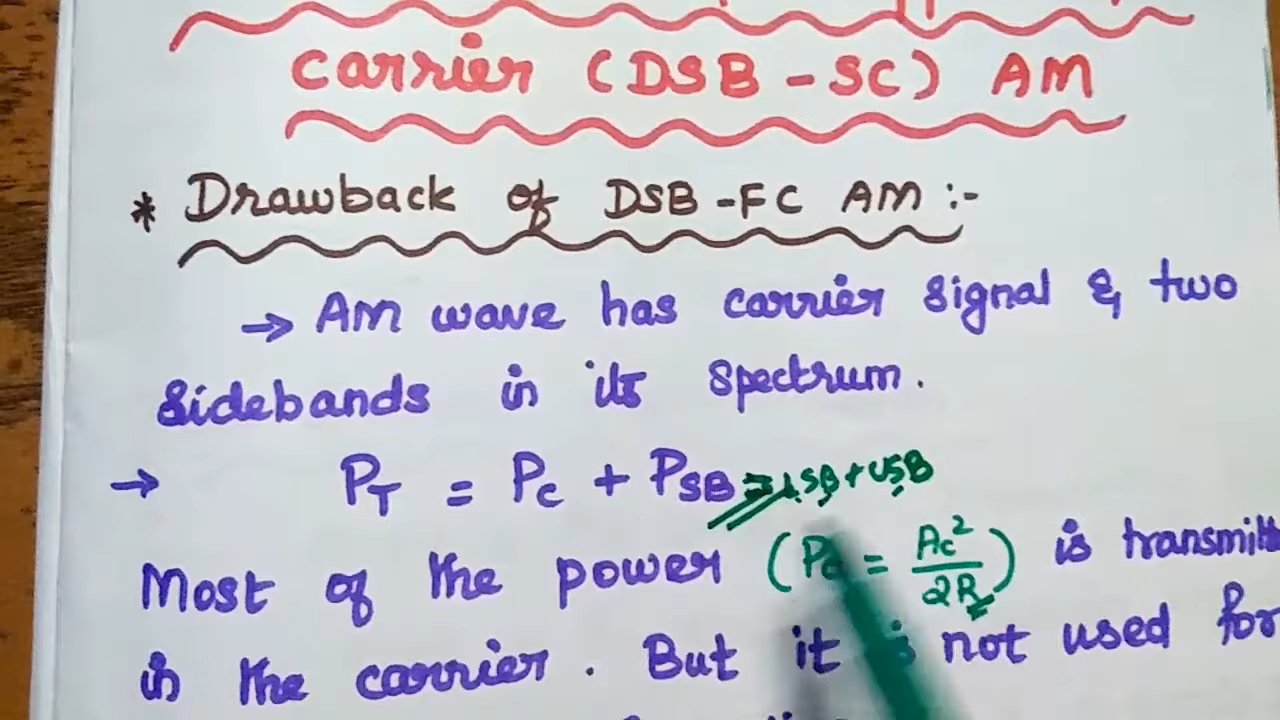 carrier (DSB-SC) AM
* Drawback of DSB-FC AM :-
→ AM wave has carrier signal & two
sidebands in its spectrum.
→ PT = PC + PSB = LSB + USB
Most of the power (Pc = Ac²/2R) is
in the carrier. But it is not used for